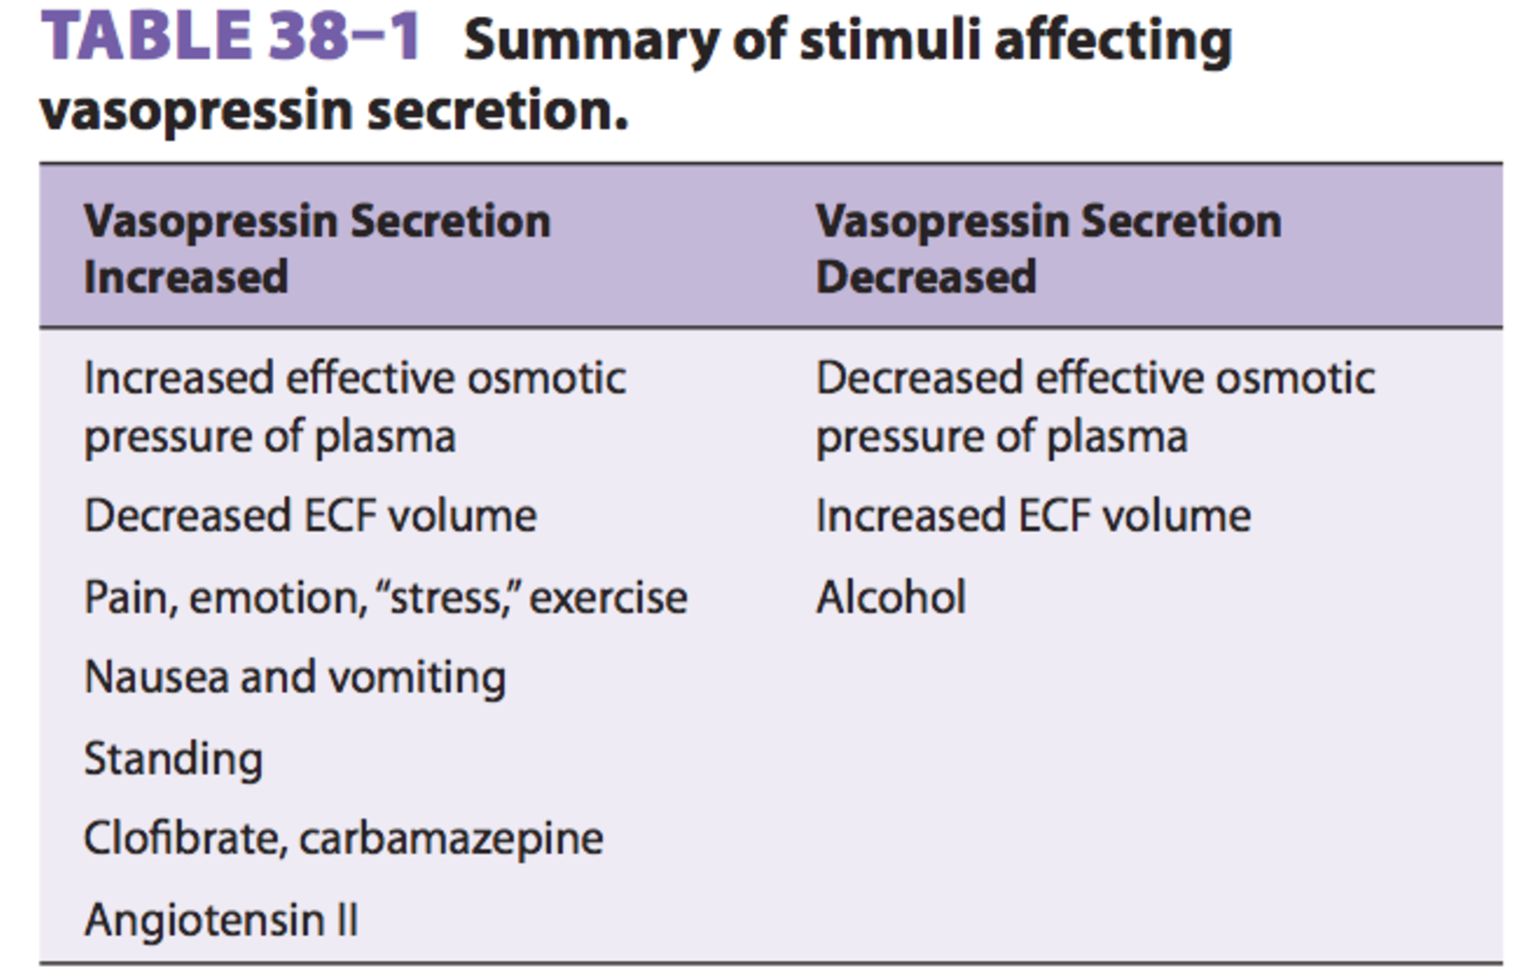 TABLE 38–1 Summary of stimuli affecting
vasopressin secretion.
Vasopressin Secretion
Increased
Vasopressin Secretion
Decreased
Increased effective osmotic
pressure of plasma
Decreased effective osmotic
pressure of plasma
Decreased ECF volume
Increased ECF volume
Pain, emotion, “stress,” exercise
Alcohol
Nausea and vomiting
Standing
Clofibrate, carbamazepine
Angiotensin II